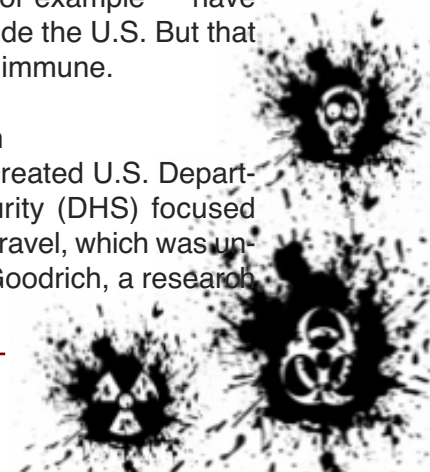 or example have
de the U.S. But that
immune.
reated U.S. Depart-
urity (DHS) focused
ravel, which was un-
Goodrich, a research